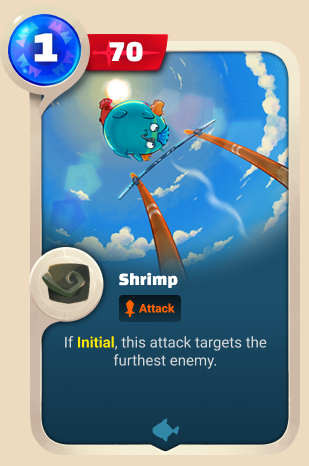 1
70
Shrimp
Attack
If Initial, this attack targets the
furthest enemy.